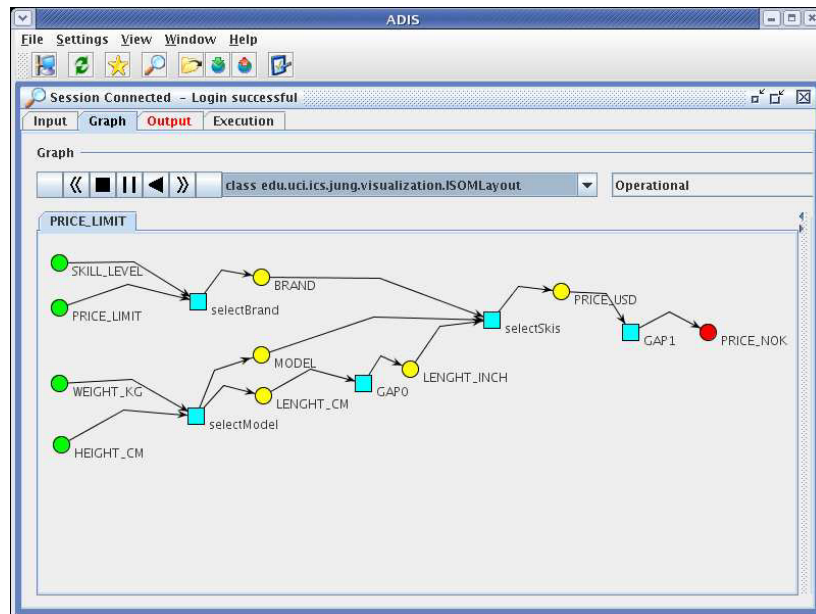 ADIS
File Settings View Window Help
Session Connected - Login successful
Input Graph Output Execution
Graph
class edu.uci.ics.jung.visualization.ISOMLayout Operational
PRICE_LIMIT
SKILL_LEVEL
BRAND
PRICE_USD
PRICE_LIMIT
selectBrand
selectSkis
GAP1
PRICE_NOK
MODEL
WEIGHT_KG
LENGHT_CM
GAP0
LENGHT_INCH
selectModel
HEIGHT_CM